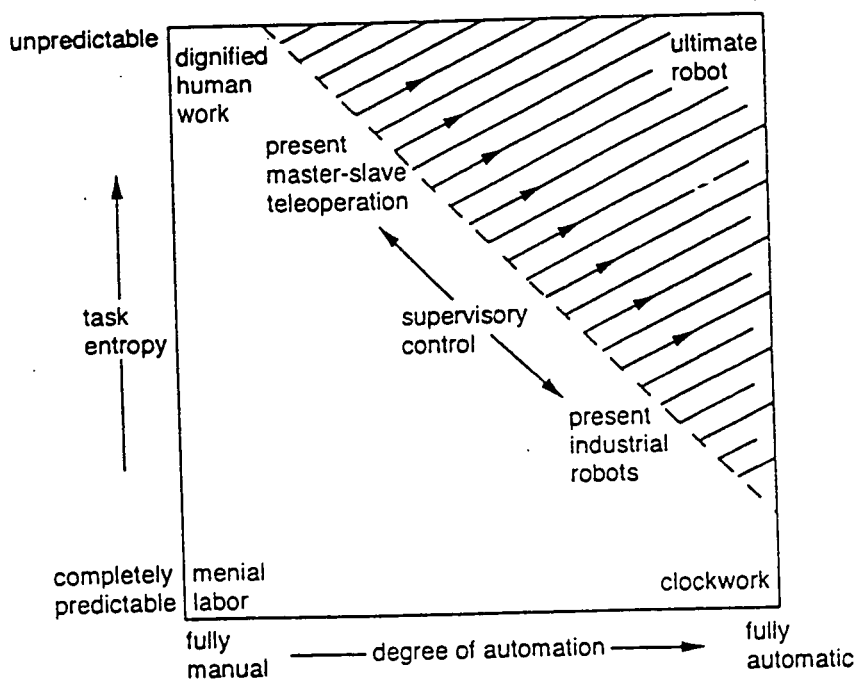 unpredictable
dignified
human
work
ultimate
robot
present
master-slave
teleoperation
task
entropy
supervisory
control
present
industrial
robots
completely
predictable
menial
labor
clockwork
fully
manual
degree of automation
fully
automatic